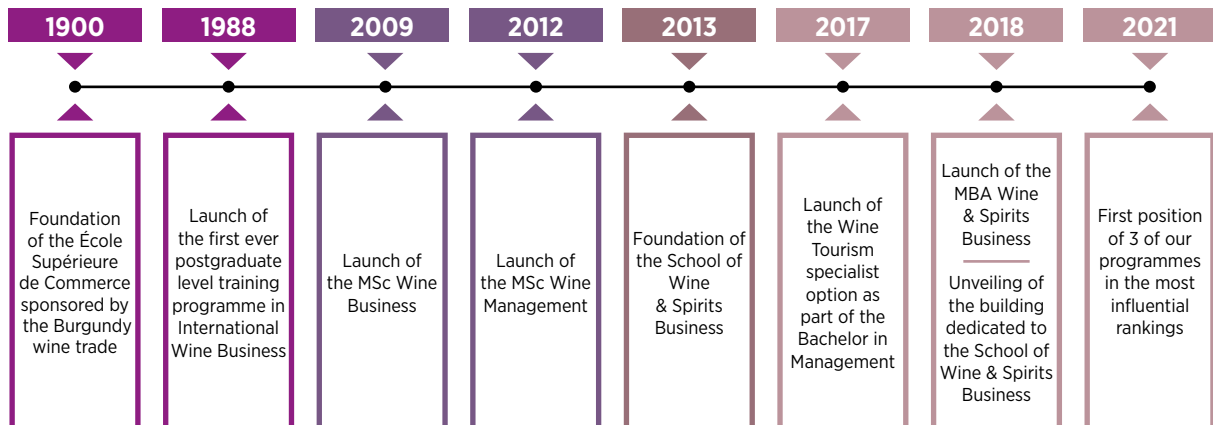 1900
1988
2009
2012
2013
2017
2018
2021
Foundation
of the École
Supérieure
de Commerce
sponsored by
the Burgundy
wine trade
Launch of
the first ever
postgraduate
level training
programme in
International
Wine Business
Launch of
the MSc Wine
Business
Launch of
the MSc Wine
Management
Foundation of
the School of
Wine
& Spirits
Business
Launch of
the Wine
Tourism
specialist
option as
part of the
Bachelor in
Management
Launch of the
MBA Wine
& Spirits
Business
Unveiling of
the building
dedicated to
the School of
Wine & Spirits
Business
First position
of 3 of our
programmes
in the most
influential
rankings